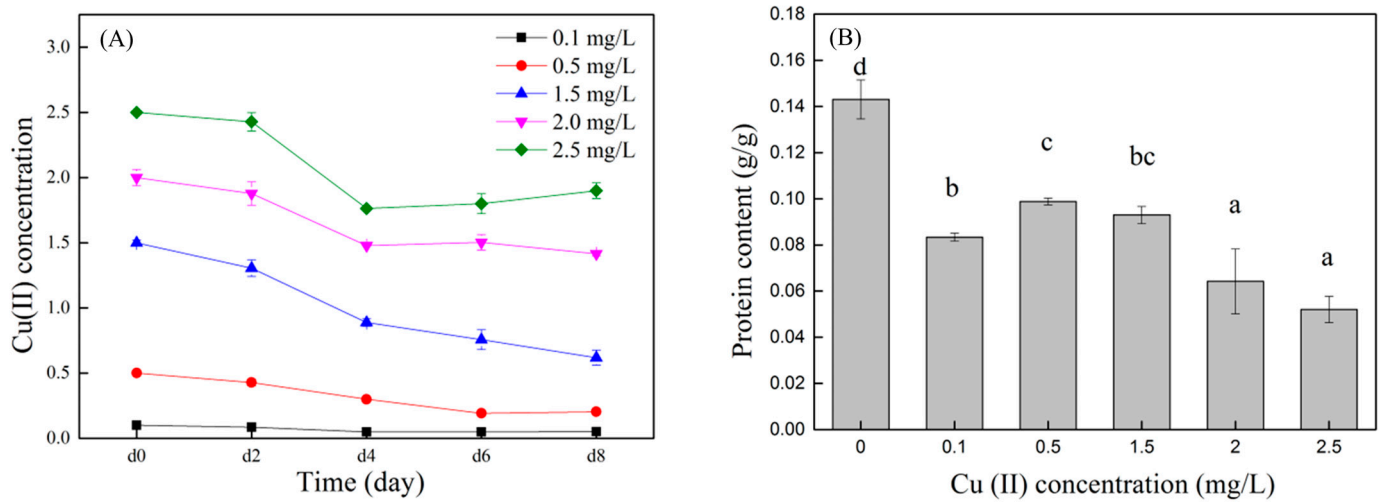 (A)
0.1 mg/L
0.5 mg/L
1.5 mg/L
2.0 mg/L
2.5 mg/L
Cu(II) concentration
3.0
2.5
2.0
1.5
1.0
0.5
0.0
d0 d2 d4 d6 d8
Time (day)
(B)
Protein content (g/g)
0.18
0.16
0.14
0.12
0.10
0.08
0.06
0.04
0.02
0.00
d b c bc a a
0 0.1 0.5 1.5 2 2.5
Cu (II) concentration (mg/L)